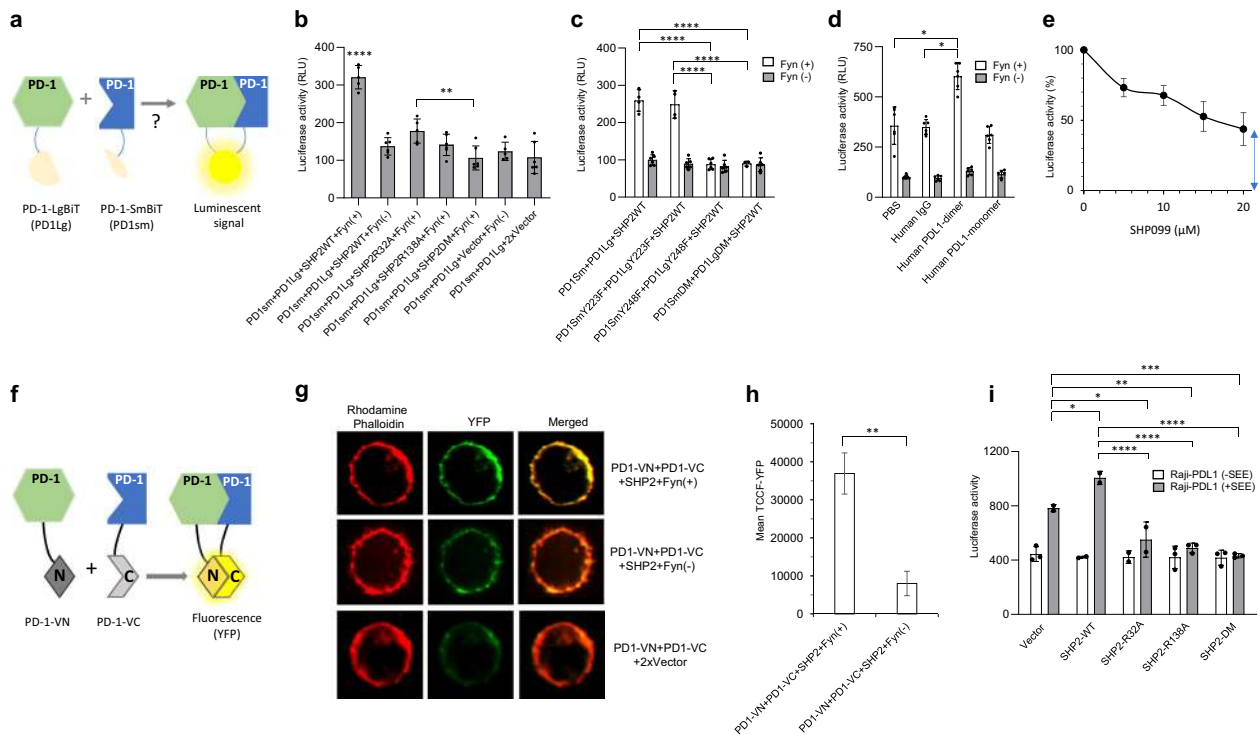 a
PD-1
PD-1
PD-1
PD-1
+
?
PD-1-LgBiT
(PD1Lg)
PD-1-SmBiT
(PD1sm)
Luminescent
signal
b
Luciferase activity (RLU)
400
300
200
100
0
****
**
PD1sm+PD1Lg+SHP2WT+Fyn(+)
PD1sm+PD1Lg+SHP2WT+Fyn(-)
PD1sm+PD1Lg+SHP2R32A+Fyn(+)
PD1sm+PD1Lg+SHP2R138A+Fyn(+)
PD1sm+PD1Lg+SHP2DM+Fyn(+)
PD1sm+PD1Lg+Vector+Fyn(-)
PD1sm+PD1Lg+2xVector
c
Luciferase activity (RLU)
400
300
200
100
0
****
****
****
****
Fyn (+)
Fyn (-)
PD1Sm+PD1Lg+SHP2WT
PD1SmY223F+PD1LgY223F+SHP2WT
PD1SmY248F+PD1LgY248F+SHP2WT
PD1SmDM+PD1LgDM+SHP2WT
d
Luciferase activity (RLU)
750
500
250
0
*
*
Fyn (+)
Fyn (-)
PBS
Human IgG
Human PDL1-dimer
Human PDL1-monomer
e
Luciferase activity (%)
100
50
0
0
10
20
SHP099 (µM)
f
PD-1
PD-1
PD-1
PD-1
N
+
C
N
C
PD-1-VN
PD-1-VC
Fluorescence
(YFP)
g
Rhodamine
Phalloidin
YFP
Merged
PD1-VN+PD1-VC
+SHP2+Fyn(+)
PD1-VN+PD1-VC
+SHP2+Fyn(-)
PD1-VN+PD1-VC
+2xVector
h
Mean TCCF-YFP
50000
40000
30000
20000
10000
0
**
PD1-VN+PD1-VC+SHP2+Fyn(+)
PD1-VN+PD1-VC+SHP2+Fyn(-)
i
Luciferase activity
1200
800
400
0
***
**
*
*
****
****
****
Raji-PDL1 (-SEE)
Raji-PDL1 (+SEE)
Vector
SHP2-WT
SHP2-R32A
SHP2-R138A
SHP2-DM